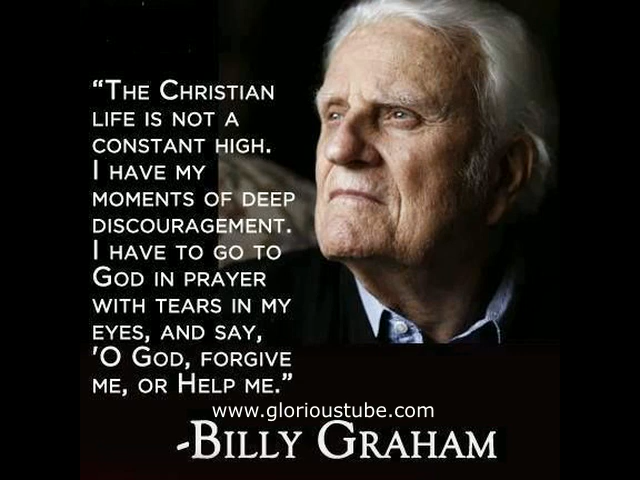 “The Christian
life is not a
constant high.
I have my
moments of deep
discouragement.
I have to go to
God in prayer
with tears in my
eyes, and say,
'O God, forgive
me, or Help me.”
www.glorioustube.com
-Billy Graham